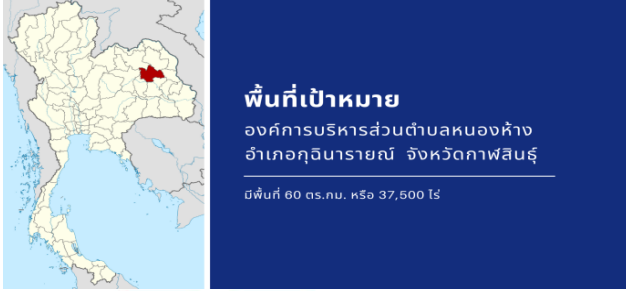 พื้นที่เป้าหมาย
องค์การบริหารส่วนตำบลหนองห้าง
อำเภอกุฉินารายณ์ จังหวัดกาฬสินธุ์
มีพื้นที่ 60 ตร.กม. หรือ 37,500 ไร่